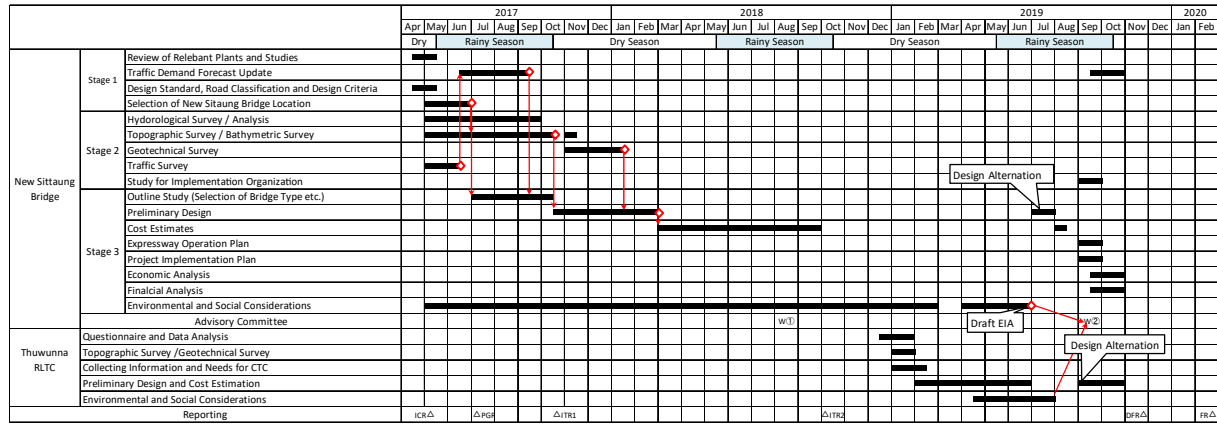 2017 2018 2019 2020
Apr May Jun Jul Aug Sep Oct Nov Dec Jan Feb Mar Apr May Jun Jul Aug Sep Oct Nov Dec Jan Feb Mar Apr May Jun Jul Aug Sep Oct Nov Dec Jan Feb
Dry Rainy Season Dry Season Rainy Season Dry Season Rainy Season
New Sittaung
Bridge
Stage 1
Review of Relebant Plants and Studies
Traffic Demand Forecast Update
Design Standard, Road Classification and Design Criteria
Selection of New Sitaung Bridge Location
Stage 2
Hydorological Survey / Analysis
Topographic Survey / Bathymetric Survey
Geotechnical Survey
Traffic Survey
Study for Implementation Organization
Design Alternation
Stage 3
Outline Study (Selection of Bridge Type etc.)
Preliminary Design
Cost Estimates
Expressway Operation Plan
Project Implementation Plan
Economic Analysis
Finalcial Analysis
Environmental and Social Considerations
Advisory Committee W① W②
Draft EIA
Thuwunna
RLTC
Questionnaire and Data Analysis
Design Alternation
Topographic Survey /Geotechnical Survey
Collecting Information and Needs for CTC
Preliminary Design and Cost Estimation
Environmental and Social Considerations
Reporting ICR△ △PGR △ITR1 △ITR2 DFR△ FR△